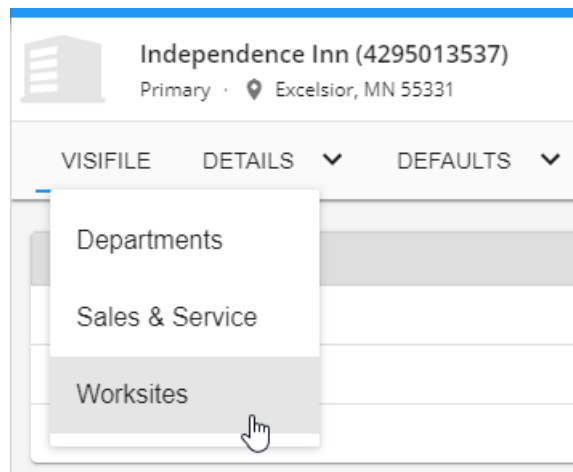 Independence Inn (4295013537)
Primary · Excelsior, MN 55331
VISIFILE DETAILS DEFAULTS
Departments
Sales & Service
Worksites